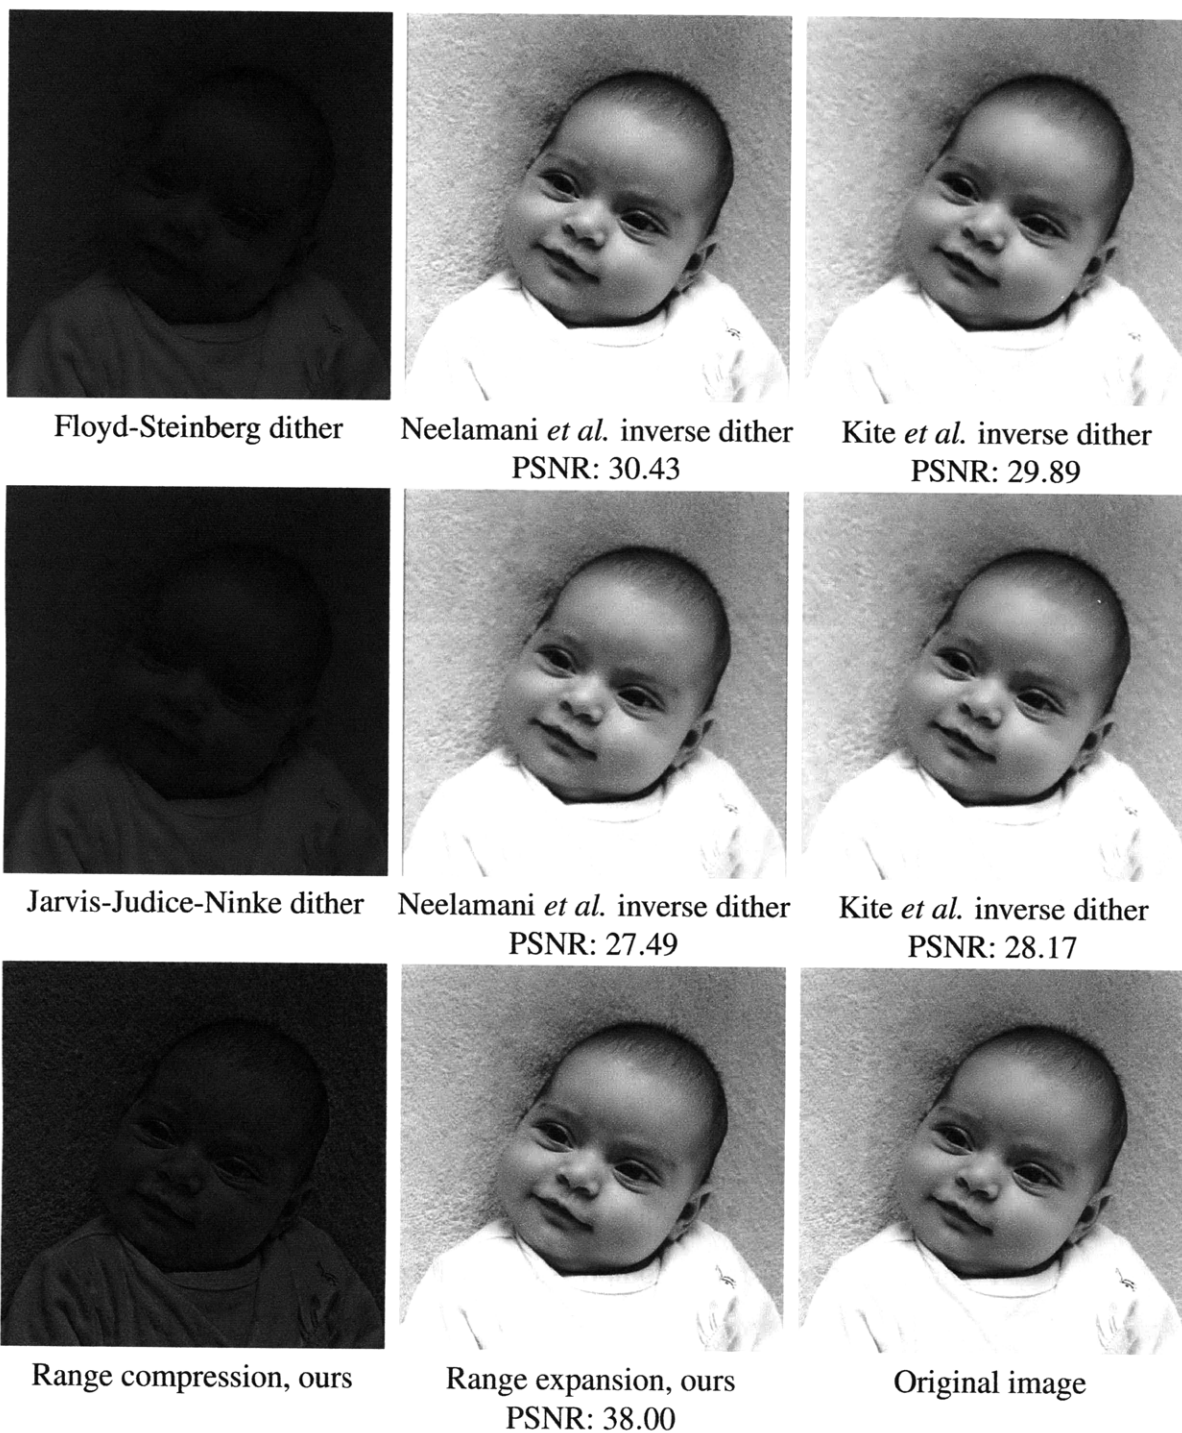 Floyd-Steinberg dither
Neelamani et al. inverse dither
PSNR: 30.43
Kite et al. inverse dither
PSNR: 29.89
Jarvis-Judice-Ninke dither
Neelamani et al. inverse dither
PSNR: 27.49
Kite et al. inverse dither
PSNR: 28.17
Range compression, ours
Range expansion, ours
PSNR: 38.00
Original image